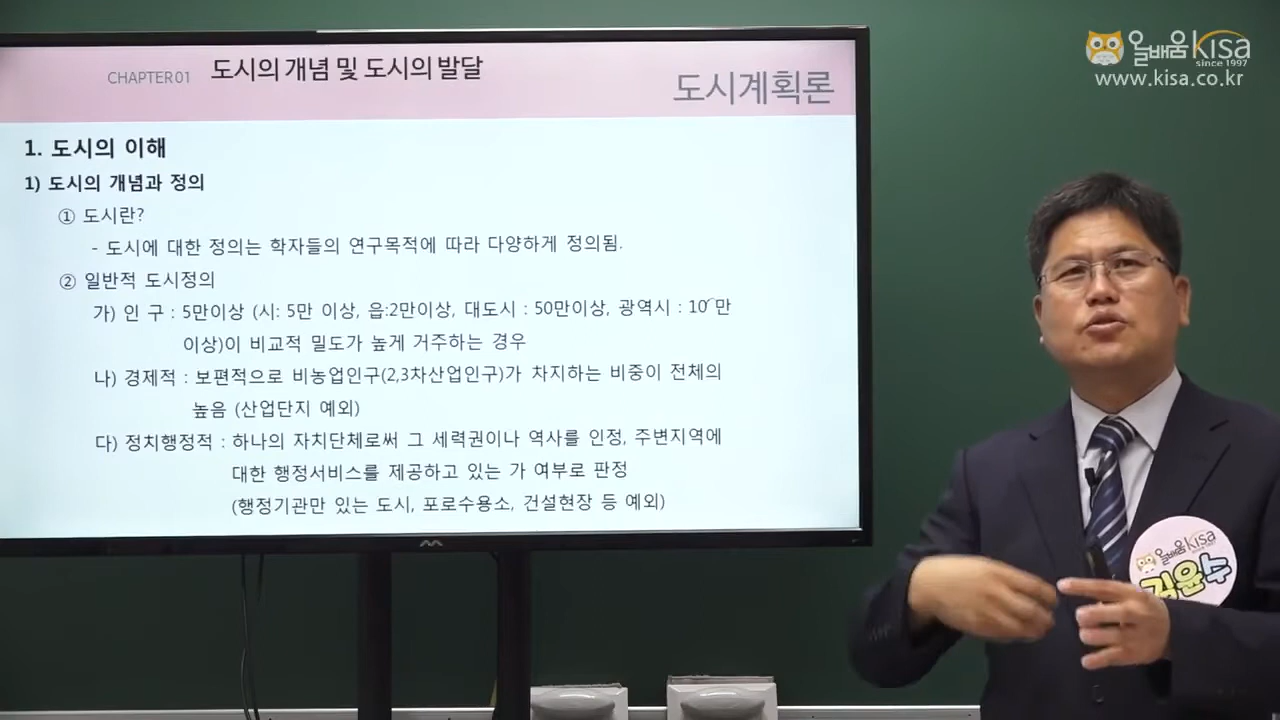 CHAPTER 01 도시의 개념 및 도시의 발달
도시계획론
1. 도시의 이해
1) 도시의 개념과 정의
① 도시란?
- 도시에 대한 정의는 학자들의 연구목적에 따라 다양하게 정의됨.
② 일반적 도시정의
가) 인 구 : 5만이상 (시: 5만 이상, 읍:2만이상, 대도시 : 50만이상, 광역시 : 10 만
이상)이 비교적 밀도가 높게 거주하는 경우
나) 경제적 : 보편적으로 비농업인구(2,3차산업인구)가 차지하는 비중이 전체의
높음 (산업단지 예외)
다) 정치행정적 : 하나의 자치단체로써 그 세력권이나 역사를 인정, 주변지역에
대한 행정서비스를 제공하고 있는 가 여부로 판정
(행정기관만 있는 도시, 포로수용소, 건설현장 등 예외)
올배움 kisa
since 1997
www.kisa.co.kr
올배움 kisa
김윤수